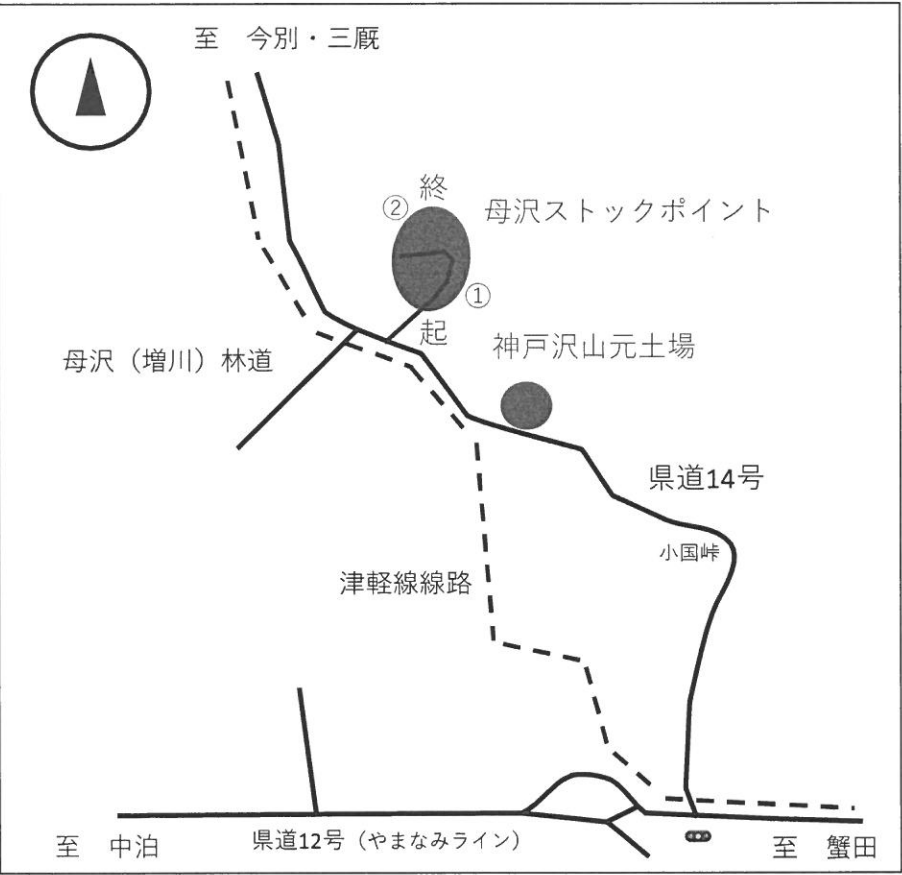 至 今別・三厩
終
②
母沢ストックポイント
①
起
神戸沢山元土場
母沢（増川）林道
県道14号
小国峠
津軽線線路
県道12号（やまなみライン）
至 中泊
至 蟹田